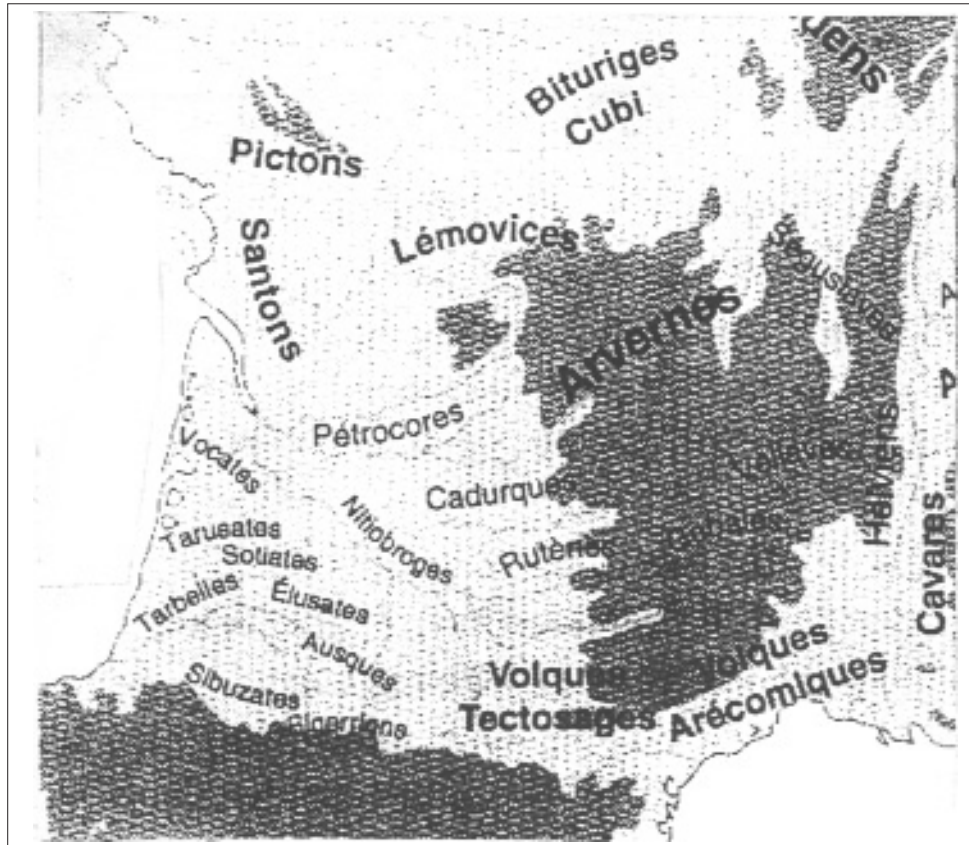 Bituriges
Cubi
Pictons
Lémovices
Santons
Ségusiaves
Arvernes
Pétrocores
Vocates
Cadurques
Nitiobroges
Helviens
Tarusates
Sotiates
Rutènes
Cavares
Tarbelles
Élusates
Ausques
Sibuzates
Volques
Tectosages
Volques
Arécomiques